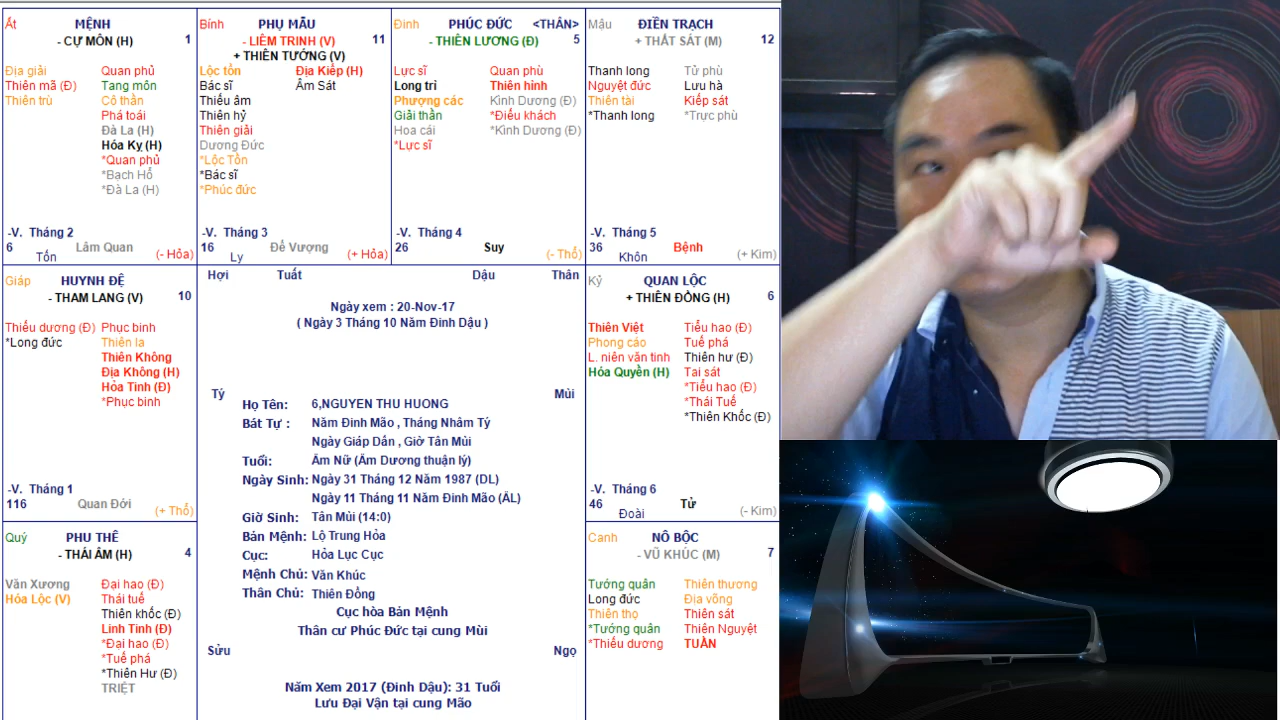 Ất MỆNH
- CỰ MÔN (H) 1
Địa giải Quan phủ
Thiên mã (Đ) Tang môn
Thiên trù Cô thần
Phá toái
Đà La (H)
Hóa Kỵ (H)
*Quan phủ
*Bạch Hổ
*Đà La (H)
-V. Tháng 2
6 Lâm Quan
Tốn (- Hỏa)
Bính PHỤ MẪU
- LIÊM TRINH (V) 11
+ THIÊN TƯỚNG (V)
Lộc tồn Địa Kiếp (H)
Bác sĩ Âm Sát
Thiếu âm
Thiên hỷ
Thiên giải
Dương Đức
*Lộc Tồn
*Bác sĩ
*Phúc đức
-V. Tháng 3
16 Đế Vượng
Ly (+ Hỏa)
Đinh PHÚC ĐỨC <THÂN>
- THIÊN LƯƠNG (Đ) 5
Lực sĩ Quan phù
Long trì Thiên hình
Phượng các Kình Dương (Đ)
Giải thần *Điếu khách
Hoa cái *Kình Dương (Đ)
*Lực sĩ
-V. Tháng 4
26 Suy
(- Thổ)
Mậu ĐIỀN TRẠCH
+ THẤT SÁT (M) 12
Thanh long Tử phù
Nguyệt đức Lưu hà
Thiên tài Kiếp sát
*Thanh long *Trực phù
-V. Tháng 5
36 Bệnh
Khôn (+ Kim)
Giáp HUYNH ĐỆ
- THAM LANG (V) 10
Thiếu dương (Đ) Phục binh
*Long đức Thiên la
Thiên Không
Địa Không (H)
Hỏa Tinh (Đ)
*Phục binh
-V. Tháng 1
116 Quan Đới
(+ Thổ)
Hợi Tuất Dậu Thân
Ngày xem : 20-Nov-17
( Ngày 3 Tháng 10 Năm Đinh Dậu )
Tý Mùi
Họ Tên: 6,NGUYEN THU HUONG
Bát Tự : Năm Đinh Mão , Tháng Nhâm Tý
Ngày Giáp Dần , Giờ Tân Mùi
Tuổi: Âm Nữ (Âm Dương thuận lý)
Ngày Sinh: Ngày 31 Tháng 12 Năm 1987 (DL)
Ngày 11 Tháng 11 Năm Đinh Mão (ÂL)
Giờ Sinh: Tân Mùi (14:0)
Bản Mệnh: Lộ Trung Hỏa
Cục: Hỏa Lục Cục
Mệnh Chủ: Văn Khúc
Thân Chủ: Thiên Đồng
Cục hòa Bản Mệnh
Thân cư Phúc Đức tại cung Mùi
Sửu Ngọ
Năm Xem 2017 (Đinh Dậu): 31 Tuổi
Lưu Đại Vận tại cung Mão
Kỷ QUAN LỘC
+ THIÊN ĐỒNG (H) 6
Thiên Việt Tiểu hao (Đ)
Phong cáo Tuế phá
L. niên văn tinh Thiên hư (Đ)
Hóa Quyền (H) Tai sát
*Tiểu hao (Đ)
*Thái Tuế
*Thiên Khốc (Đ)
-V. Tháng 6
46 Tử
Đoài (- Kim)
Quý PHU THÊ
- THÁI ÂM (H) 4
Văn Xương Đại hao (Đ)
Hóa Lộc (V) Thái tuế
Thiên khốc (Đ)
Linh Tinh (Đ)
*Đại hao (Đ)
*Tuế phá
*Thiên Hư (Đ)
TRIỆT
Canh NÔ BỘC
- VŨ KHÚC (M) 7
Tướng quân Thiên thương
Long đức Địa võng
Thiên thọ Thiên sát
*Tướng quân Thiên Nguyệt
*Thiếu dương TUẦN